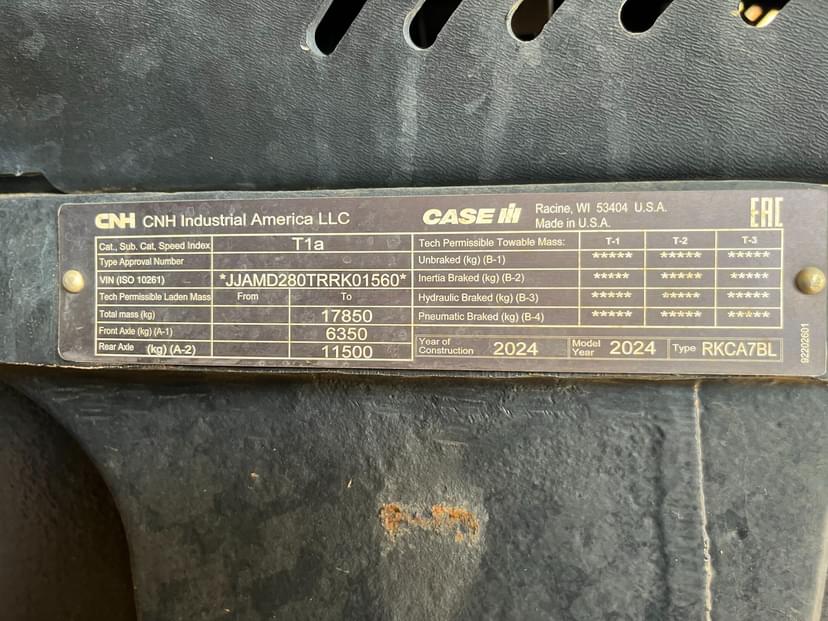 CNH CNH Industrial America LLC
CASE IH
Racine, WI 53404 U.S.A.
Made in U.S.A.
EAC
Cat., Sub. Cat, Speed Index T1a
Type Approval Number
VIN (ISO 10261) *JJAMD280TRRK01560*
Tech Permissible Laden Mass From To
Total mass (kg) 17850
Front Axle (kg) (A-1) 6350
Rear Axle (kg) (A-2) 11500
Tech Permissible Towable Mass: T-1 T-2 T-3
Unbraked (kg) (B-1) ***** ***** *****
Inertia Braked (kg) (B-2) ***** ***** *****
Hydraulic Braked (kg) (B-3) ***** ***** *****
Pneumatic Braked (kg) (B-4) ***** ***** *****
Year of Construction 2024 Model Year 2024 Type RKCA7BL
92202601